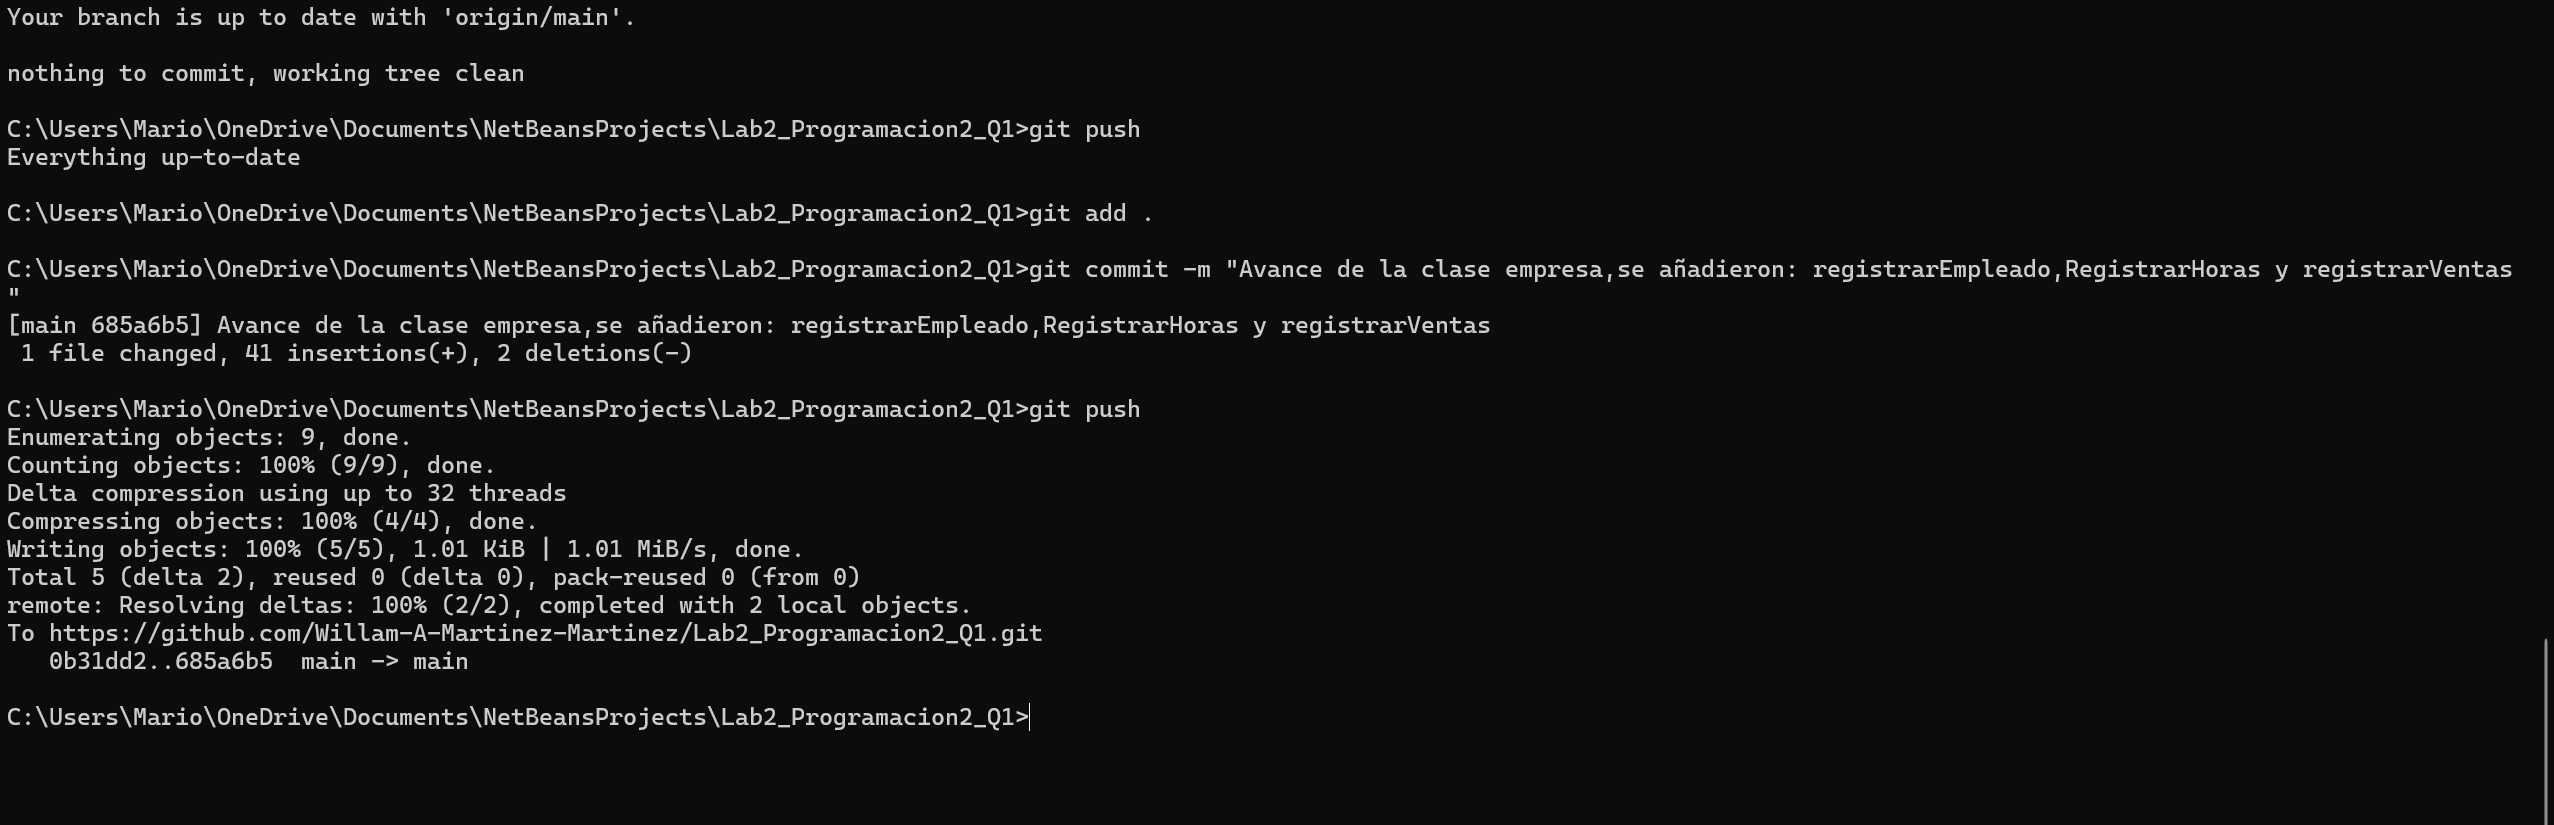 Your branch is up to date with 'origin/main'.
nothing to commit, working tree clean
C:\Users\Mario\OneDrive\Documents\NetBeansProjects\Lab2_Programacion2_Q1>git push
Everything up-to-date
C:\Users\Mario\OneDrive\Documents\NetBeansProjects\Lab2_Programacion2_Q1>git add .
C:\Users\Mario\OneDrive\Documents\NetBeansProjects\Lab2_Programacion2_Q1>git commit -m "Avance de la clase empresa,se añadieron: registrarEmpleado,RegistrarHoras y registrarVentas
"
[main 685a6b5] Avance de la clase empresa,se añadieron: registrarEmpleado,RegistrarHoras y registrarVentas
 1 file changed, 41 insertions(+), 2 deletions(-)
C:\Users\Mario\OneDrive\Documents\NetBeansProjects\Lab2_Programacion2_Q1>git push
Enumerating objects: 9, done.
Counting objects: 100% (9/9), done.
Delta compression using up to 32 threads
Compressing objects: 100% (4/4), done.
Writing objects: 100% (5/5), 1.01 KiB | 1.01 MiB/s, done.
Total 5 (delta 2), reused 0 (delta 0), pack-reused 0 (from 0)
remote: Resolving deltas: 100% (2/2), completed with 2 local objects.
To https://github.com/Willam-A-Martinez-Martinez/Lab2_Programacion2_Q1.git
   0b31dd2..685a6b5  main -> main
C:\Users\Mario\OneDrive\Documents\NetBeansProjects\Lab2_Programacion2_Q1>